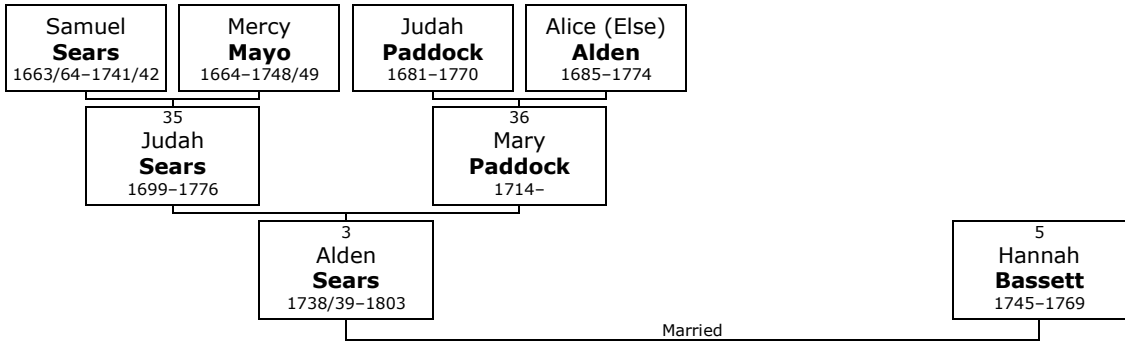 Samuel
Sears
1663/64–1741/42
Mercy
Mayo
1664–1748/49
Judah
Paddock
1681–1770
Alice (Else)
Alden
1685–1774
35
Judah
Sears
1699–1776
36
Mary
Paddock
1714–
3
Alden
Sears
1738/39–1803
5
Hannah
Bassett
1745–1769
Married